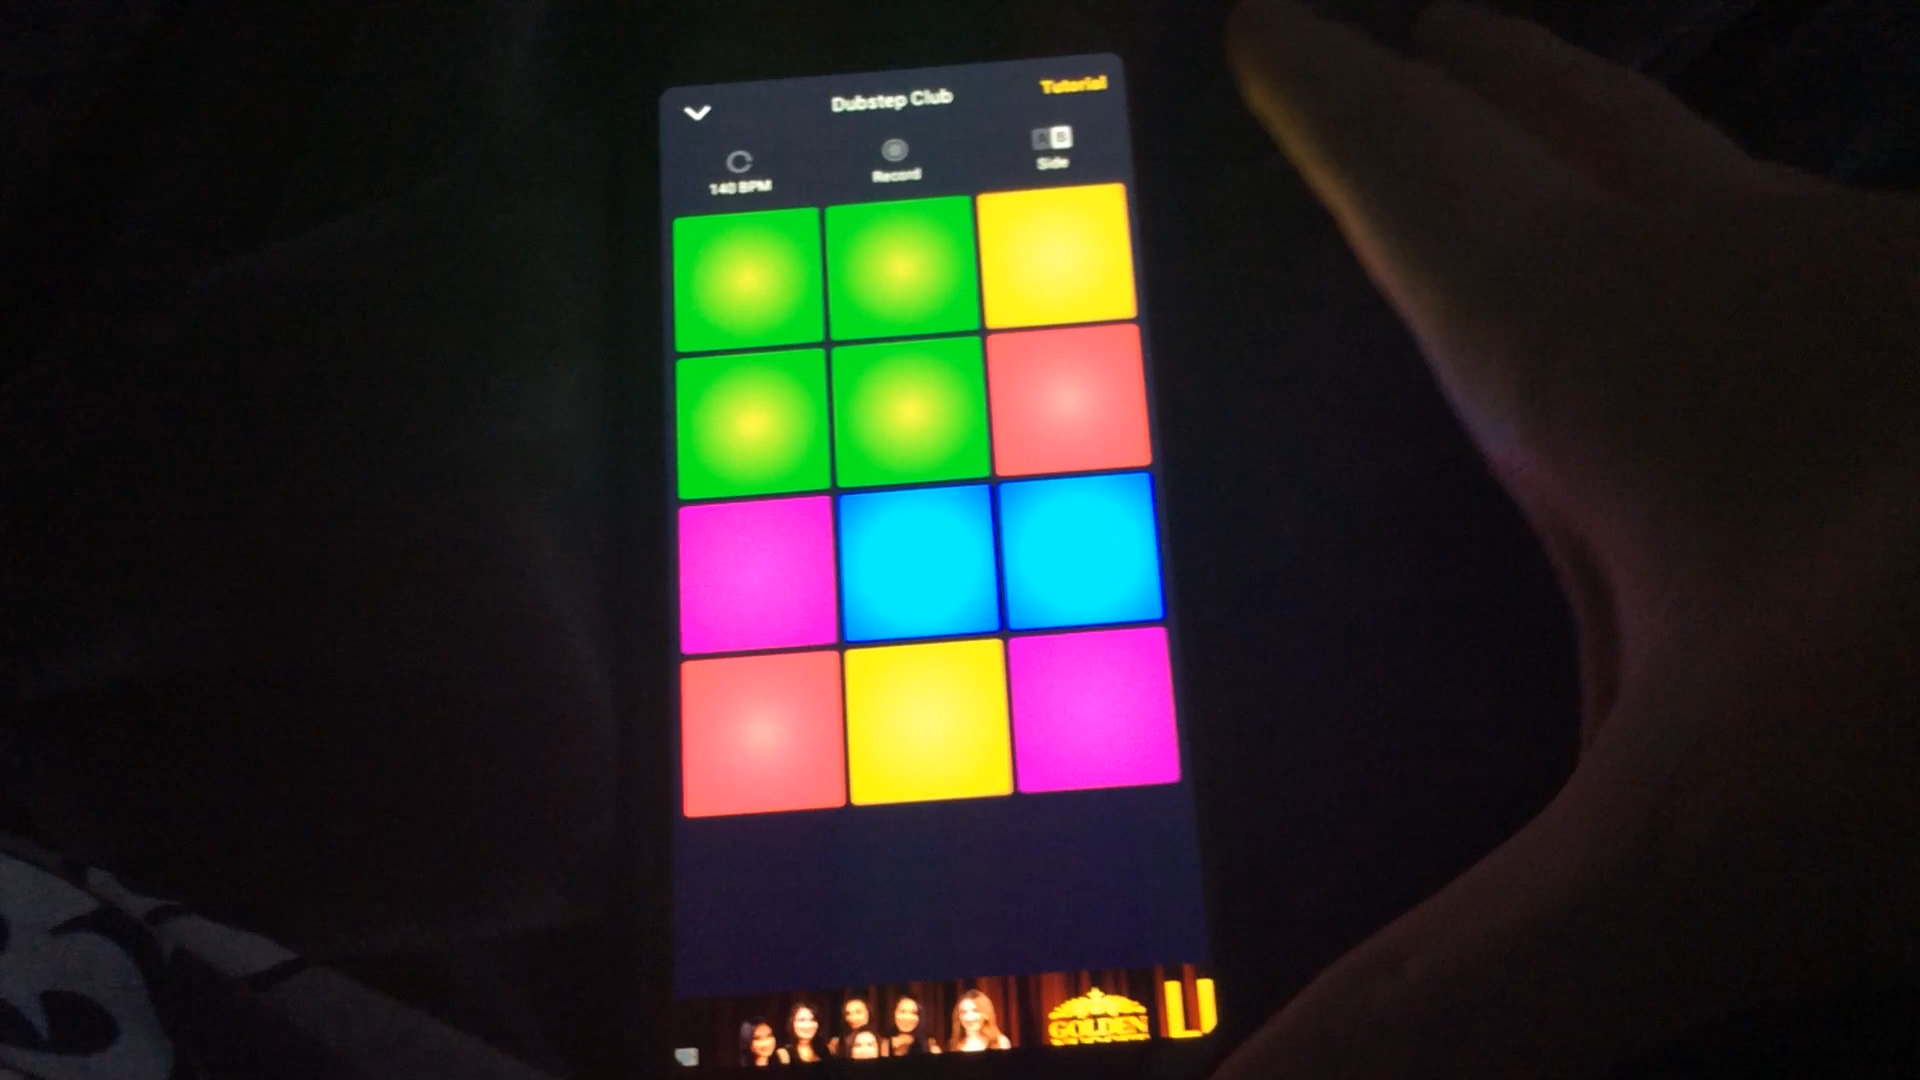 Dubstep Club
Tutorial
140 BPM
Record
B
Side
GOLDEN